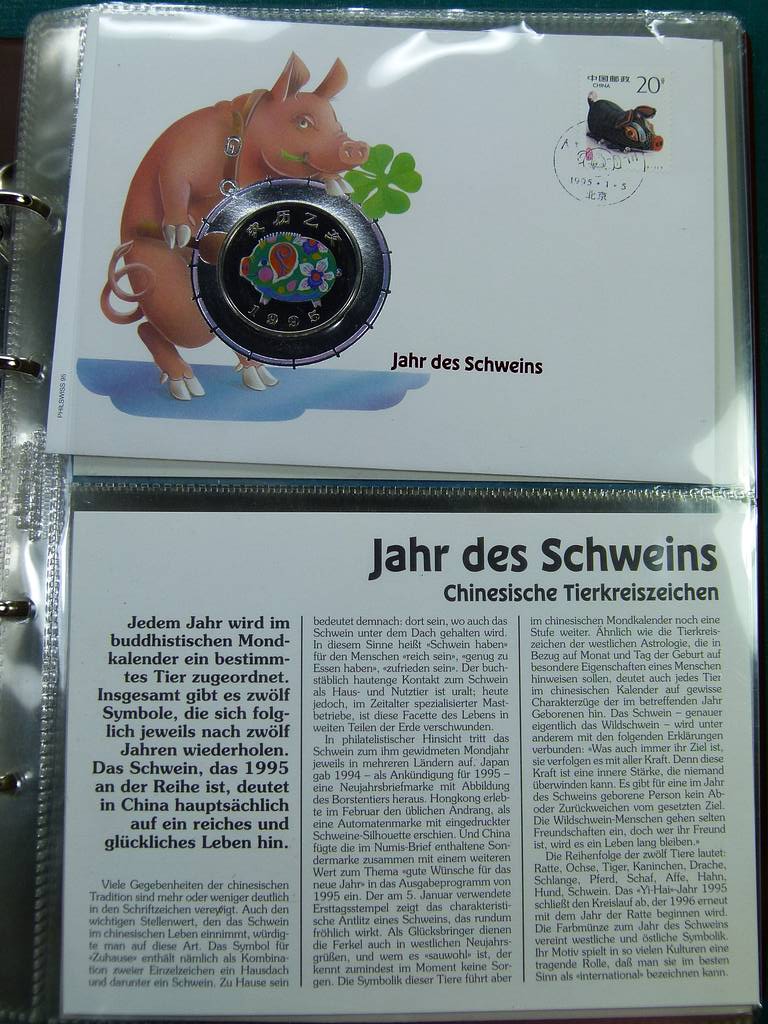 中国邮政
CHINA
20分
1995·1·5
北京
农历乙亥
1995
Jahr des Schweins
PHILSWISS 95
Jahr des Schweins
Chinesische Tierkreiszeichen
Jedem Jahr wird im
buddhistischen Mond-
kalender ein bestimm-
tes Tier zugeordnet.
Insgesamt gibt es zwölf
Symbole, die sich folg-
lich jeweils nach zwölf
Jahren wiederholen.
Das Schwein, das 1995
an der Reihe ist, deutet
in China hauptsächlich
auf ein reiches und
glückliches Leben hin.
Viele Gegebenheiten der chinesischen
Tradition sind mehr oder weniger deutlich
in den Schriftzeichen verewigt. Auch den
wichtigen Stellenwert, den das Schwein
im chinesischen Leben einnimmt, würdig-
te man auf diese Art. Das Symbol für
«Zuhause» enthält nämlich als Kombina-
tion zweier Einzelzeichen ein Hausdach
und darunter ein Schwein. Zu Hause sein
bedeutet demnach: dort sein, wo auch das
Schwein unter dem Dach gehalten wird.
In diesem Sinne heißt «Schwein haben»
für den Menschen «reich sein», «genug zu
Essen haben», «zufrieden sein». Der buch-
stäblich hautenge Kontakt zum Schwein
als Haus- und Nutztier ist uralt; heute
jedoch, im Zeitalter spezialisierter Mast-
betriebe, ist diese Facette des Lebens in
weiten Teilen der Erde verschwunden.
In philatelistischer Hinsicht tritt das
Schwein zum ihm gewidmeten Mondjahr
jeweils in mehreren Ländern auf. Japan
gab 1994 – als Ankündigung für 1995 –
eine Neujahrsbriefmarke mit Abbildung
des Borstentiers heraus. Hongkong erleb-
te im Februar den üblichen Andrang, als
eine Automatenmarke mit eingedruckter
Schweine-Silhouette erschien. Und China
fügte die im Numis-Brief enthaltene Son-
dermarke zusammen mit einem weiteren
Wert zum Thema «gute Wünsche für das
neue Jahr» in das Ausgabeprogramm von
1995 ein. Der am 5. Januar verwendete
Ersttagsstempel zeigt das charakteristi-
sche Antlitz eines Schweins, das rundum
fröhlich wirkt. Als Glücksbringer dienen
die Ferkel auch in westlichen Neujahrs-
grüßen, und wem es «sauwohl» ist, der
kennt zumindest im Moment keine Sor-
gen. Die Symbolik dieser Tiere führt aber
im chinesischen Mondkalender noch eine
Stufe weiter. Ähnlich wie die Tierkreis-
zeichen der westlichen Astrologie, die in
Bezug auf Monat und Tag der Geburt auf
besondere Eigenschaften eines Menschen
hinweisen sollen, deutet auch jedes Tier
im chinesischen Kalender auf gewisse
Charakterzüge der im betreffenden Jahr
Geborenen hin. Das Schwein – genauer
eigentlich das Wildschwein – wird unter
anderem mit den folgenden Erklärungen
verbunden: «Was auch immer ihr Ziel ist,
sie verfolgen es mit aller Kraft. Denn diese
Kraft ist eine innere Stärke, die niemand
überwinden kann. Es gibt für eine im Jahr
des Schweins geborene Person kein Ab-
oder Zurückweichen vom gesetzten Ziel.
Die Wildschwein-Menschen gehen selten
Freundschaften ein, doch wer ihr Freund
ist, wird es ein Leben lang bleiben.»
Die Reihenfolge der zwölf Tiere lautet:
Ratte, Ochse, Tiger, Kaninchen, Drache,
Schlange, Pferd, Schaf, Affe, Hahn,
Hund, Schwein. Das «Yi-Hai»-Jahr 1995
schließt den Kreislauf ab, der 1996 erneut
mit dem Jahr der Ratte beginnen wird.
Die Farbmünze zum Jahr des Schweins
vereint westliche und östliche Symbolik.
Ihr Motiv spielt in so vielen Kulturen eine
tragende Rolle, daß man sie im besten
Sinn als «international» bezeichnen kann.